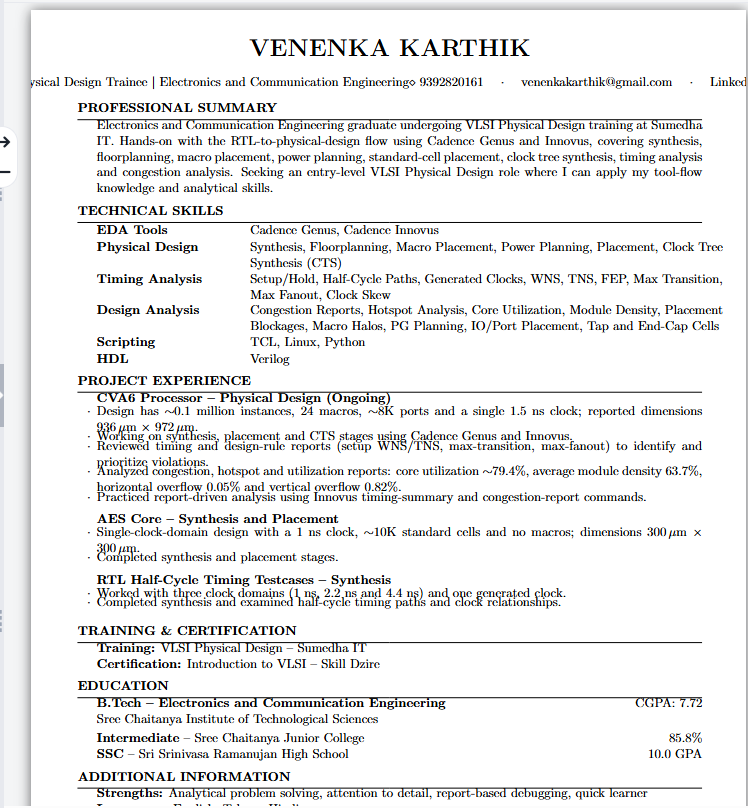 VENENKA KARTHIK
ysical Design Trainee | Electronics and Communication Engineering⋄ 9392820161 · venenkakarthik@gmail.com · Linked
PROFESSIONAL SUMMARY
Electronics and Communication Engineering graduate undergoing VLSI Physical Design training at Sumedha
IT. Hands-on with the RTL-to-physical-design flow using Cadence Genus and Innovus, covering synthesis,
floorplanning, macro placement, power planning, standard-cell placement, clock tree synthesis, timing analysis
and congestion analysis. Seeking an entry-level VLSI Physical Design role where I can apply my tool-flow
knowledge and analytical skills.
TECHNICAL SKILLS
EDA Tools Cadence Genus, Cadence Innovus
Physical Design Synthesis, Floorplanning, Macro Placement, Power Planning, Placement, Clock Tree
Synthesis (CTS)
Timing Analysis Setup/Hold, Half-Cycle Paths, Generated Clocks, WNS, TNS, FEP, Max Transition,
Max Fanout, Clock Skew
Design Analysis Congestion Reports, Hotspot Analysis, Core Utilization, Module Density, Placement
Blockages, Macro Halos, PG Planning, IO/Port Placement, Tap and End-Cap Cells
Scripting TCL, Linux, Python
HDL Verilog
PROJECT EXPERIENCE
CVA6 Processor – Physical Design (Ongoing)
· Design has ~0.1 million instances, 24 macros, ~8K ports and a single 1.5 ns clock; reported dimensions
936 μm × 972 μm.
· Working on synthesis, placement and CTS stages using Cadence Genus and Innovus.
· Reviewed timing and design-rule reports (setup WNS/TNS, max-transition, max-fanout) to identify and
prioritize violations.
· Analyzed congestion, hotspot and utilization reports: core utilization ~79.4%, average module density 63.7%,
horizontal overflow 0.05% and vertical overflow 0.82%.
· Practiced report-driven analysis using Innovus timing-summary and congestion-report commands.
AES Core – Synthesis and Placement
· Single-clock-domain design with a 1 ns clock, ~10K standard cells and no macros; dimensions 300 μm ×
300 μm.
· Completed synthesis and placement stages.
RTL Half-Cycle Timing Testcases – Synthesis
· Worked with three clock domains (1 ns, 2.2 ns and 4.4 ns) and one generated clock.
· Completed synthesis and examined half-cycle timing paths and clock relationships.
TRAINING & CERTIFICATION
Training: VLSI Physical Design – Sumedha IT
Certification: Introduction to VLSI – Skill Dzire
EDUCATION
B.Tech – Electronics and Communication Engineering CGPA: 7.72
Sree Chaitanya Institute of Technological Sciences
Intermediate – Sree Chaitanya Junior College 85.8%
SSC – Sri Srinivasa Ramanujan High School 10.0 GPA
ADDITIONAL INFORMATION
Strengths: Analytical problem solving, attention to detail, report-based debugging, quick learner